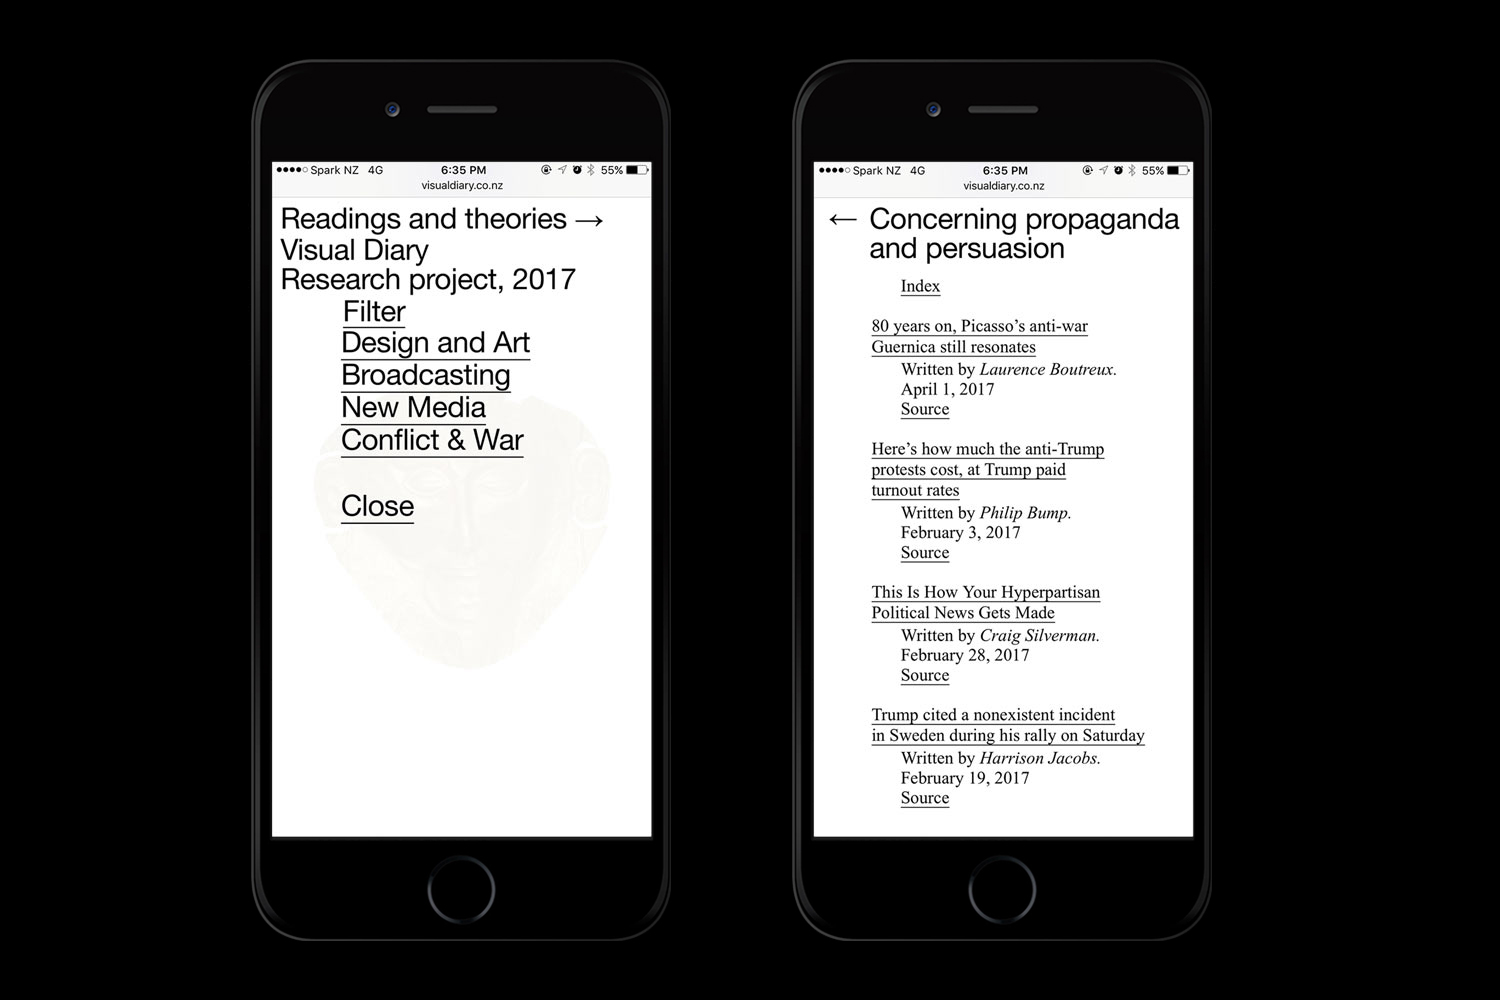 Spark NZ 4G 6:35 PM 55%
visualdiary.co.nz
Readings and theories →
Visual Diary
Research project, 2017
Filter
Design and Art
Broadcasting
New Media
Conflict & War
Close
Spark NZ 4G 6:35 PM 55%
visualdiary.co.nz
← Concerning propaganda
and persuasion
Index
80 years on, Picasso’s anti-war
Guernica still resonates
Written by Laurence Boutreux.
April 1, 2017
Source
Here’s how much the anti-Trump
protests cost, at Trump paid
turnout rates
Written by Philip Bump.
February 3, 2017
Source
This Is How Your Hyperpartisan
Political News Gets Made
Written by Craig Silverman.
February 28, 2017
Source
Trump cited a nonexistent incident
in Sweden during his rally on Saturday
Written by Harrison Jacobs.
February 19, 2017
Source